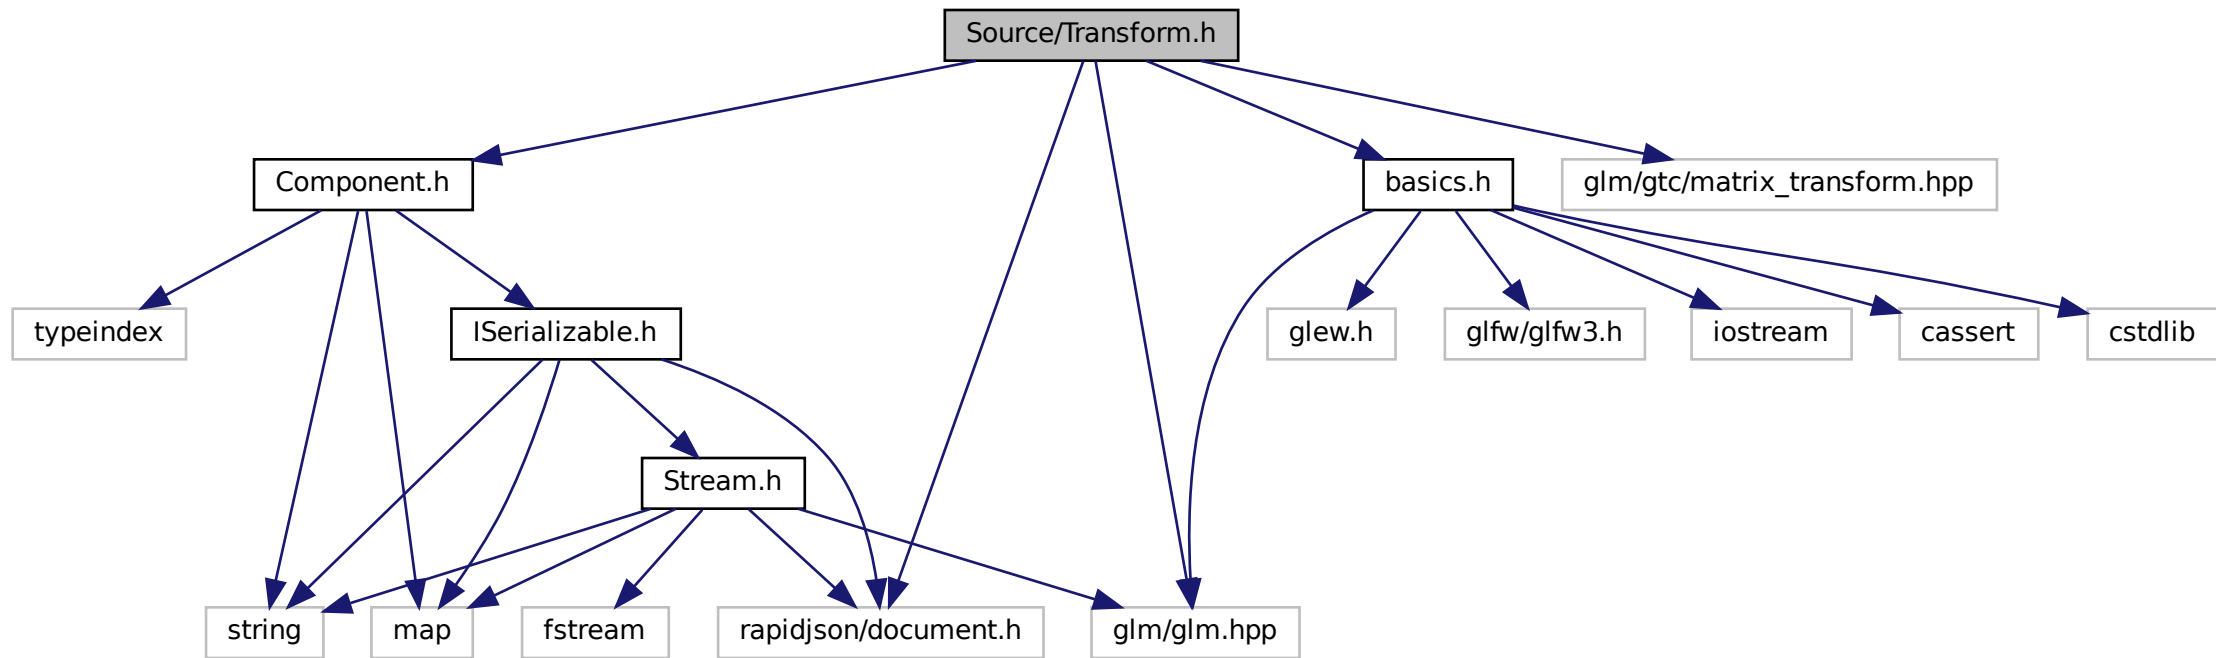 Source/Transform.h
Component.h
basics.h
glm/gtc/matrix_transform.hpp
typeindex
ISerializable.h
glew.h
glfw/glfw3.h
iostream
cassert
cstdlib
Stream.h
string
map
fstream
rapidjson/document.h
glm/glm.hpp